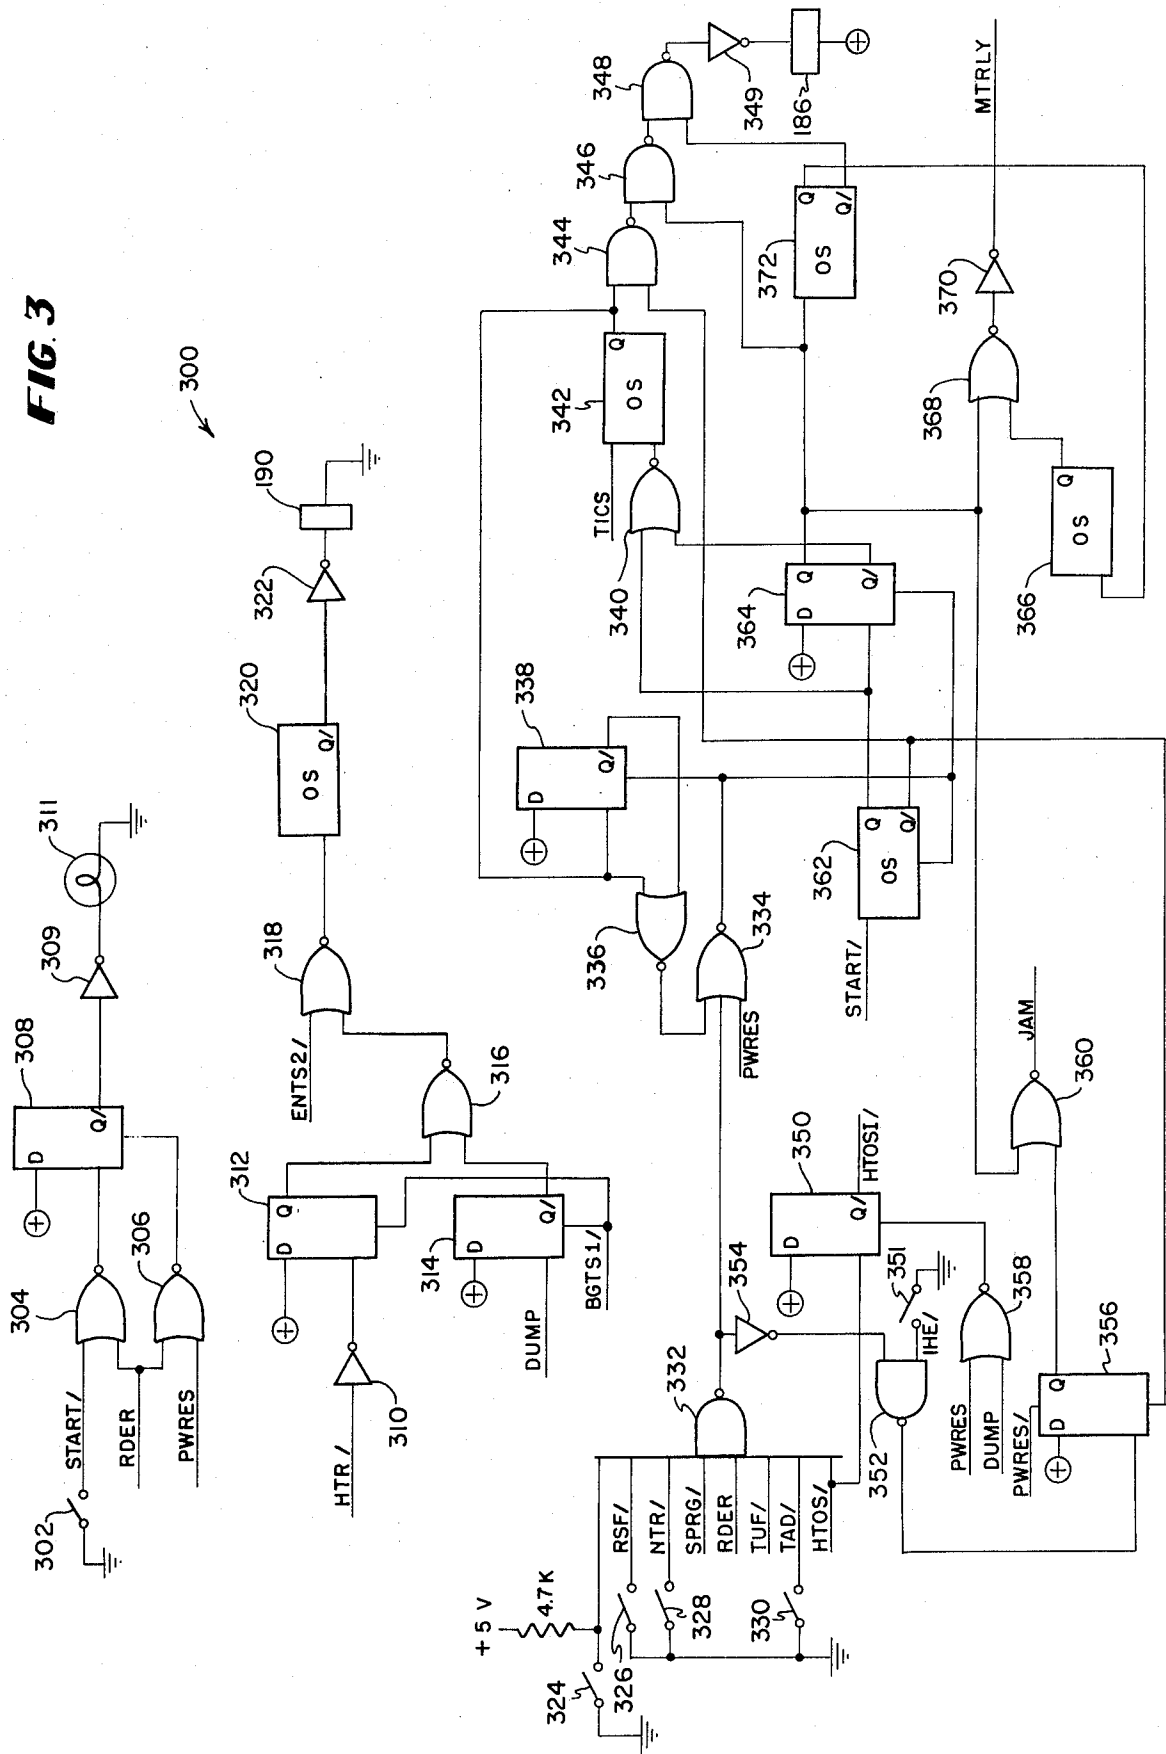 FIG. 3
300
302
START/
RDER
PWRES
304
306
308
D
Q/
309
311
HTR/
310
312
D
Q
314
D
Q/
DUMP
BGTS1/
316
ENTS2/
318
320
OS
Q/
322
190
+5V
4.7K
324
326
328
330
RSF/
NTR/
SPRG/
RDER
TUF/
TAD/
HTOS/
332
354
352
IHE/
351
350
D
Q/
HTOSI/
PWRES
DUMP
358
PWRES/
356
D
Q
360
JAM
334
PWRES
336
338
D
Q/
START/
362
OS
Q
Q/
364
D
Q
Q/
340
TICS
342
OS
Q
344
346
348
349
186
372
OS
Q
Q/
366
OS
Q
368
370
MTRLY